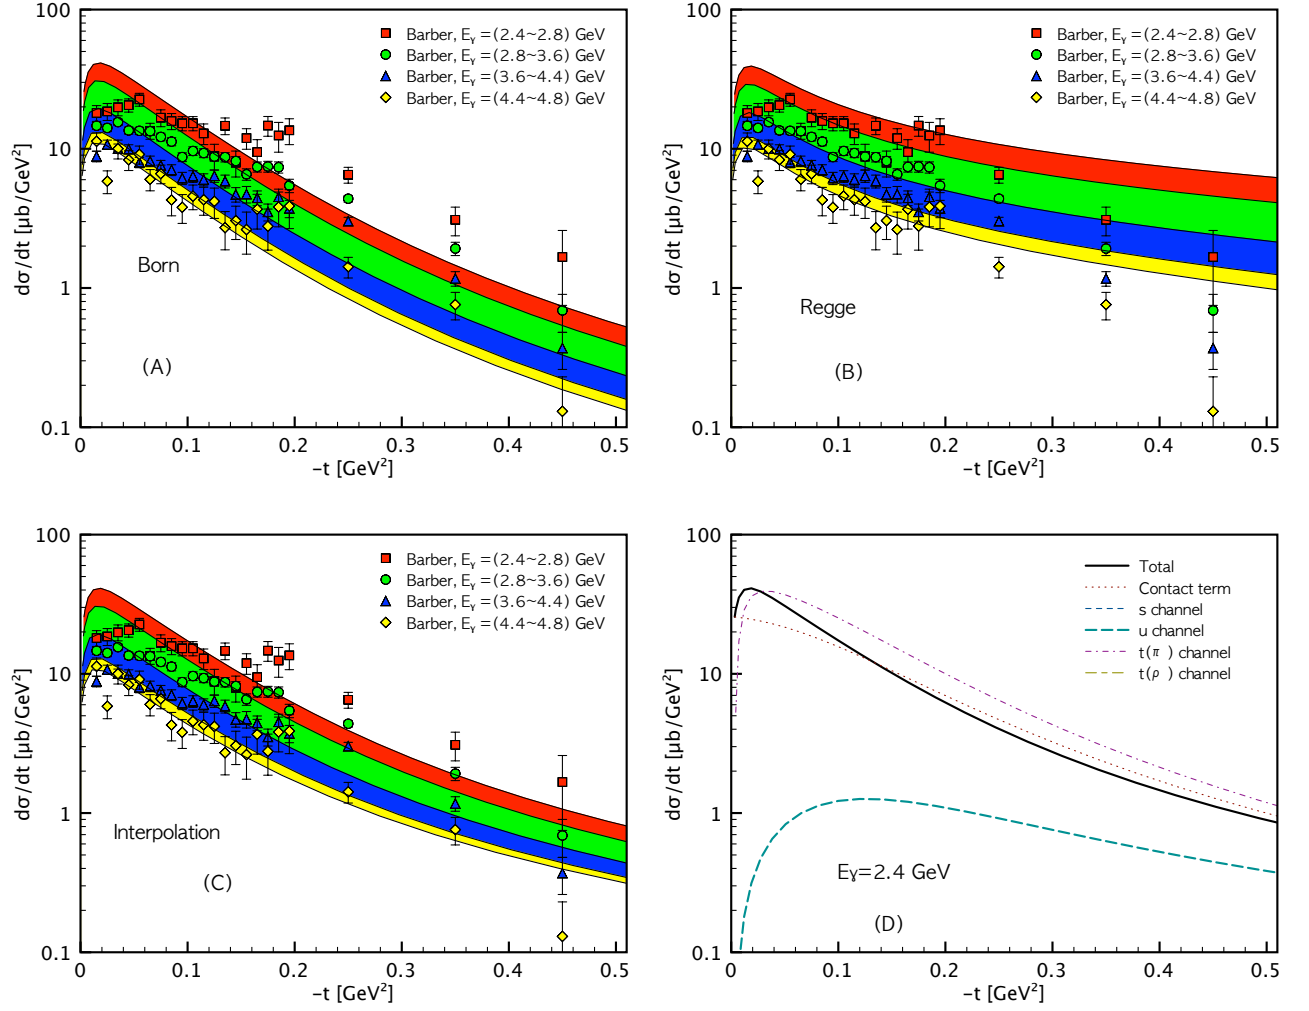 100
10
1
0.1
dσ/dt [μb/GeV²]
Barber, Eᵧ=(2.4~2.8) GeV
Barber, Eᵧ=(2.8~3.6) GeV
Barber, Eᵧ=(3.6~4.4) GeV
Barber, Eᵧ=(4.4~4.8) GeV
Born
(A)
0 0.1 0.2 0.3 0.4 0.5
-t [GeV²]
100
10
1
0.1
dσ/dt [μb/GeV²]
Barber, Eᵧ=(2.4~2.8) GeV
Barber, Eᵧ=(2.8~3.6) GeV
Barber, Eᵧ=(3.6~4.4) GeV
Barber, Eᵧ=(4.4~4.8) GeV
Regge
(B)
0 0.1 0.2 0.3 0.4 0.5
-t [GeV²]
100
10
1
0.1
dσ/dt [μb/GeV²]
Barber, Eᵧ=(2.4~2.8) GeV
Barber, Eᵧ=(2.8~3.6) GeV
Barber, Eᵧ=(3.6~4.4) GeV
Barber, Eᵧ=(4.4~4.8) GeV
Interpolation
(C)
0 0.1 0.2 0.3 0.4 0.5
-t [GeV²]
100
10
1
0.1
dσ/dt [μb/GeV²]
Total
Contact term
s channel
u channel
t(π ) channel
t(ρ ) channel
Eᵧ=2.4 GeV
(D)
0 0.1 0.2 0.3 0.4 0.5
-t [GeV²]